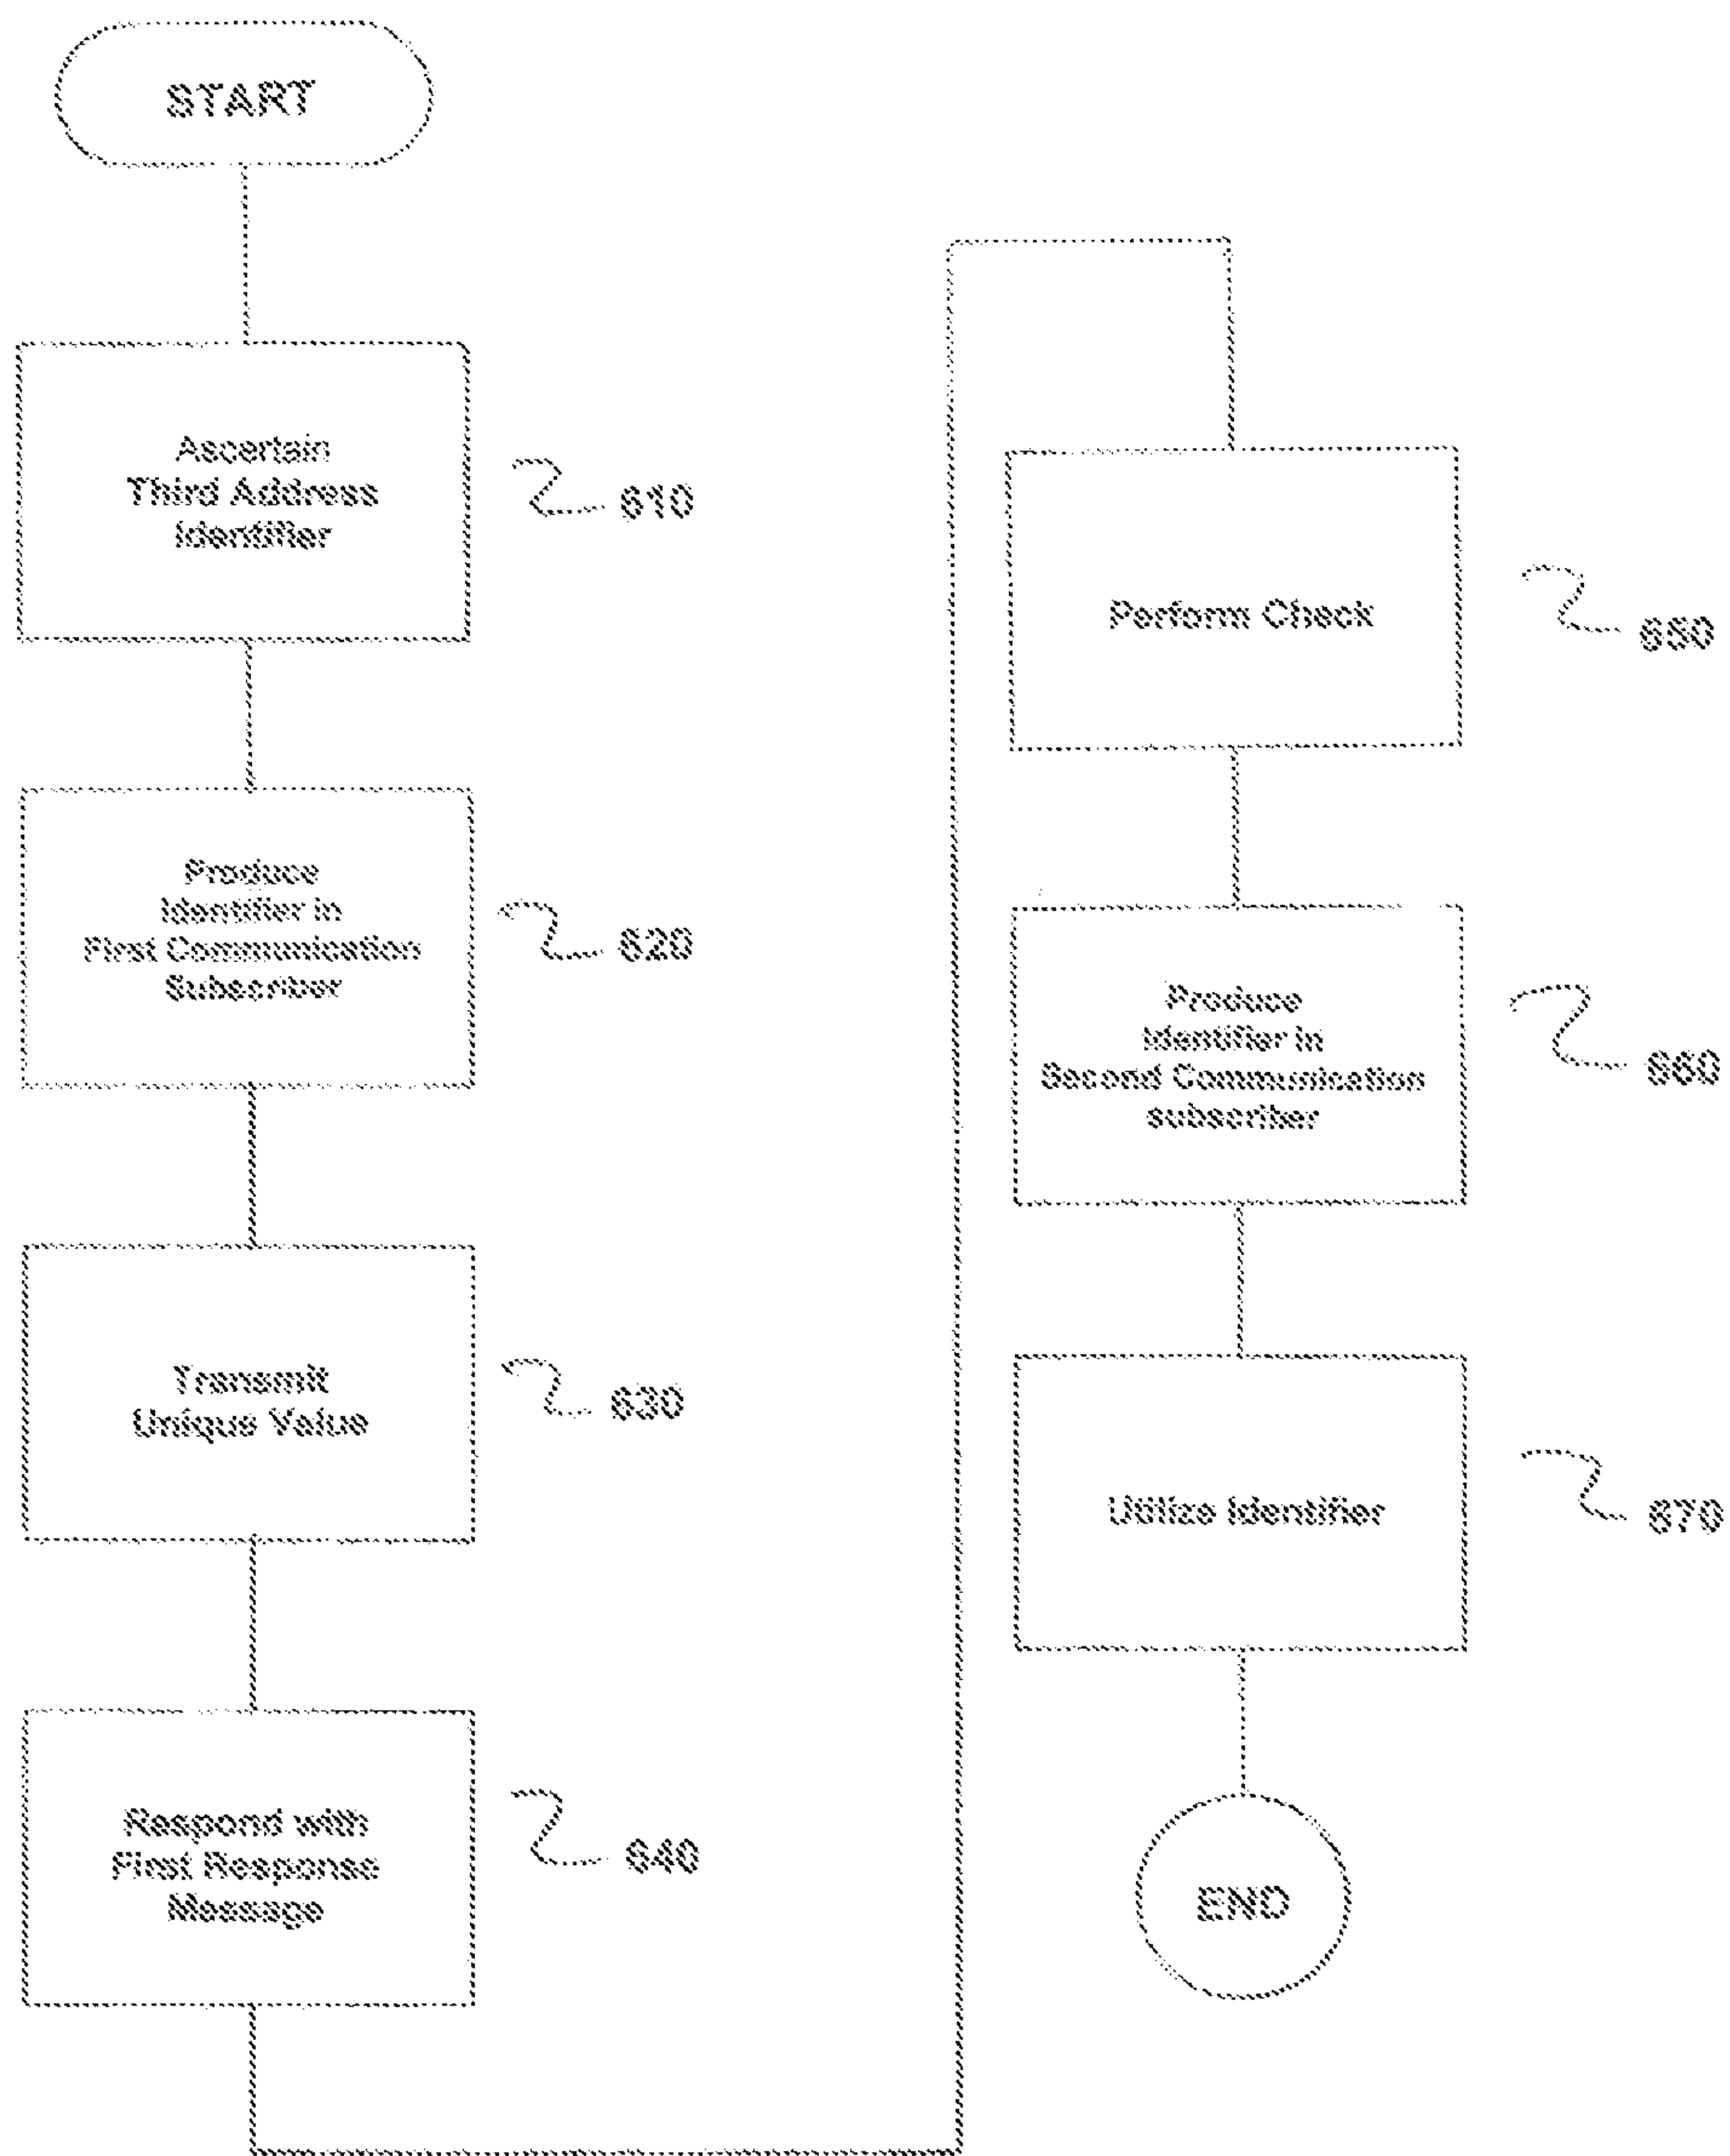 START
Ascertain
Third Address
Identifier
610
Produce
Identifier in
First Communication
Subscriber
620
Transmit
Unique Value
630
Respond with
First Response
Message
640
Perform Check
650
Produce
Identifier in
Second Communication
subscriber
660
Utilize Identifier
670
END